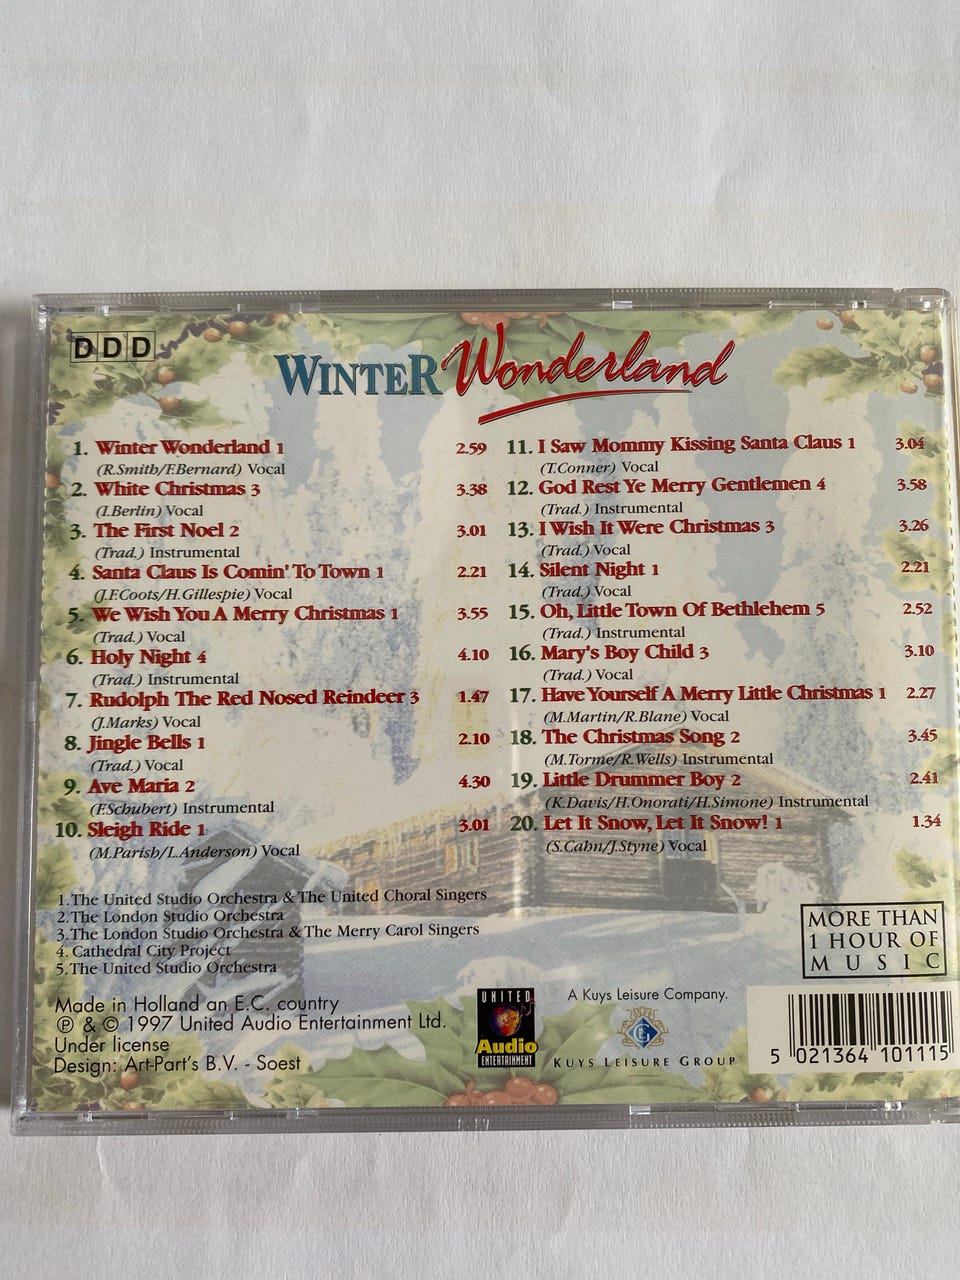 DDD
WINTER Wonderland
1. Winter Wonderland 1 2.59
(R.Smith/F.Bernard) Vocal
2. White Christmas 3 3.38
(I.Berlin) Vocal
3. The First Noel 2 3.01
(Trad.) Instrumental
4. Santa Claus Is Comin' To Town 1 2.21
(J.F.Coots/H.Gillespie) Vocal
5. We Wish You A Merry Christmas 1 3.55
(Trad.) Vocal
6. Holy Night 4 4.10
(Trad.) Instrumental
7. Rudolph The Red Nosed Reindeer 3 1.47
(J.Marks) Vocal
8. Jingle Bells 1 2.10
(Trad.) Vocal
9. Ave Maria 2 4.30
(F.Schubert) Instrumental
10. Sleigh Ride 1 3.01
(M.Parish/L.Anderson) Vocal
11. I Saw Mommy Kissing Santa Claus 1 3.04
(T.Conner) Vocal
12. God Rest Ye Merry Gentlemen 4 3.58
(Trad.) Instrumental
13. I Wish It Were Christmas 3 3.26
(Trad.) Vocal
14. Silent Night 1 2.21
(Trad.) Vocal
15. Oh, Little Town Of Bethlehem 5 2.52
(Trad.) Instrumental
16. Mary's Boy Child 3 3.10
(Trad.) Vocal
17. Have Yourself A Merry Little Christmas 1 2.27
(M.Martin/R.Blane) Vocal
18. The Christmas Song 2 3.45
(M.Torme/R.Wells) Instrumental
19. Little Drummer Boy 2 2.41
(K.Davis/H.Onorati/H.Simone) Instrumental
20. Let It Snow, Let It Snow! 1 1.34
(S.Cahn/J.Styne) Vocal
1.The United Studio Orchestra & The United Choral Singers
2.The London Studio Orchestra
3.The London Studio Orchestra & The Merry Carol Singers
4. Cathedral City Project
5.The United Studio Orchestra
MORE THAN
1 HOUR OF
MUSIC
Made in Holland an E.C. country
℗ & © 1997 United Audio Entertainment Ltd.
Under license
Design: Art-Part's B.V. - Soest
UNITED
Audio
ENTERTAINMENT
A Kuys Leisure Company.
KUYS LEISURE GROUP
5 021364 101115